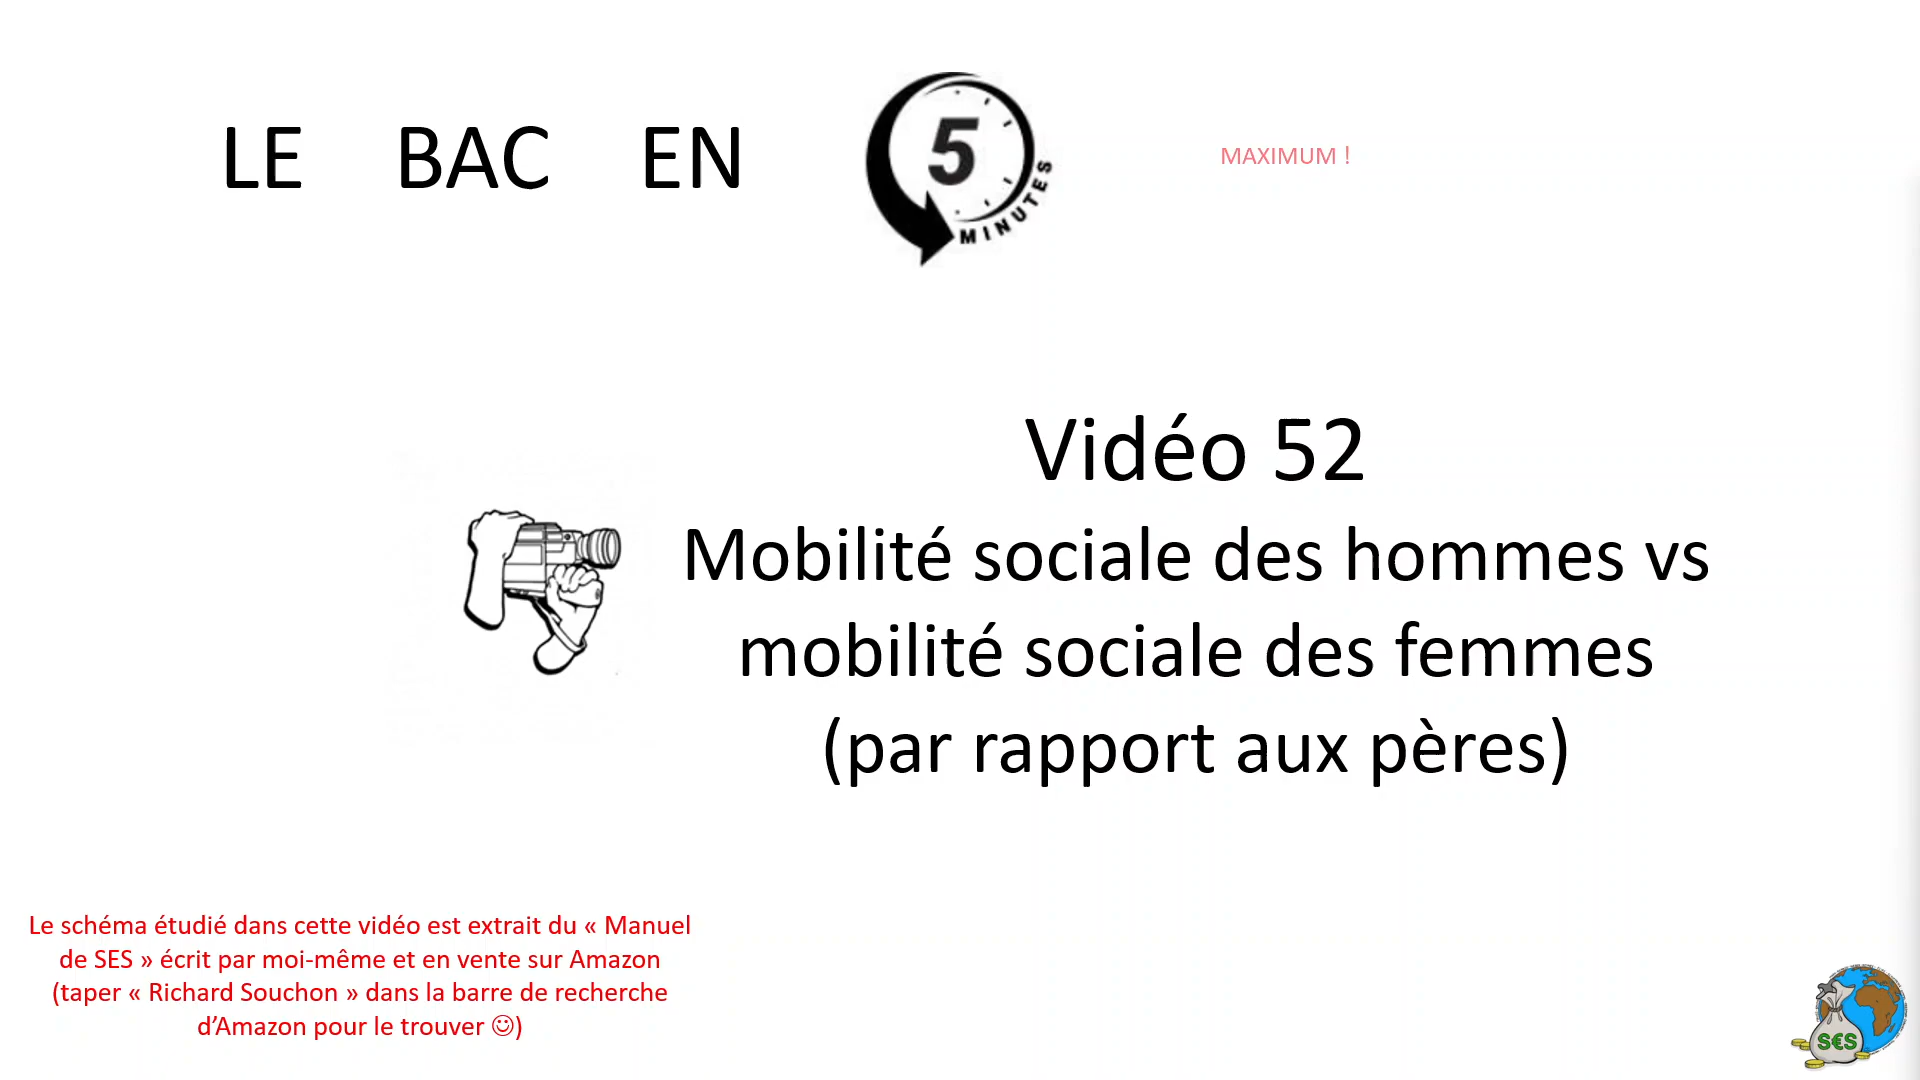 LE BAC EN
5
MINUTES
MAXIMUM !
Vidéo 52
Mobilité sociale des hommes vs
mobilité sociale des femmes
(par rapport aux pères)
Le schéma étudié dans cette vidéo est extrait du « Manuel
de SES » écrit par moi-même et en vente sur Amazon
(taper « Richard Souchon » dans la barre de recherche
d’Amazon pour le trouver ☺)
S€S